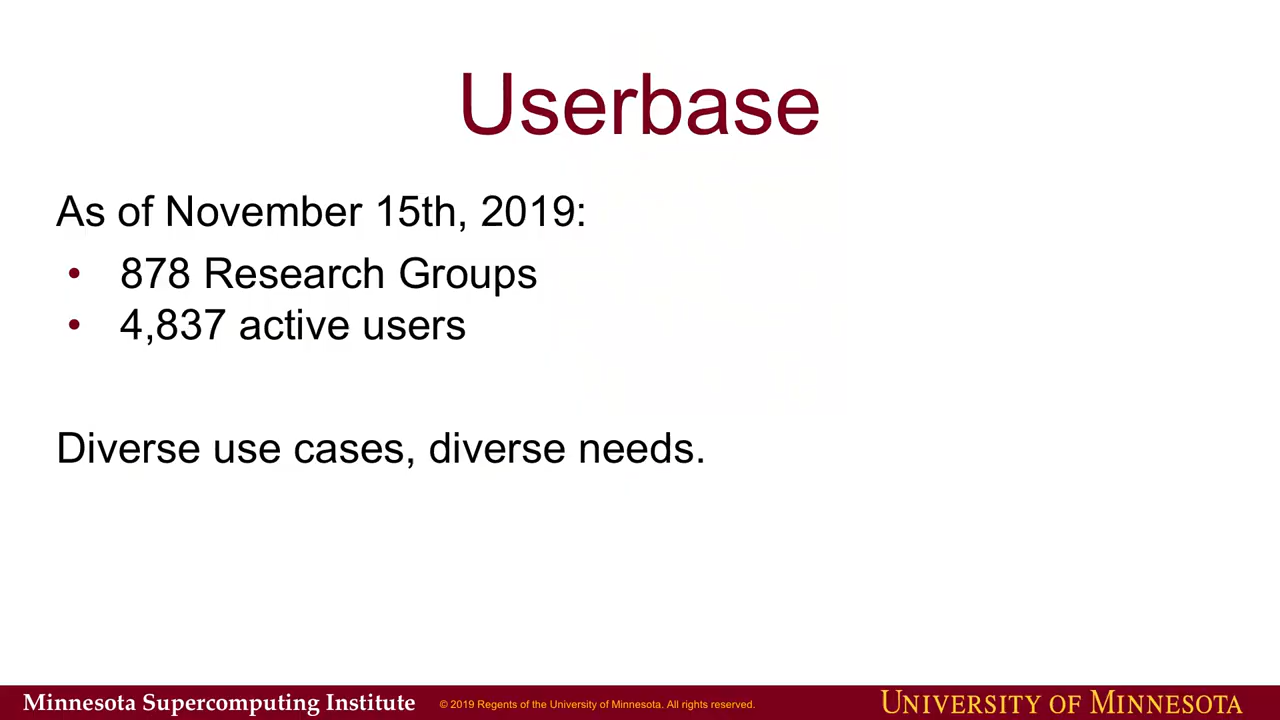 Userbase
As of November 15th, 2019:
• 878 Research Groups
• 4,837 active users
Diverse use cases, diverse needs.
Minnesota Supercomputing Institute
© 2019 Regents of the University of Minnesota. All rights reserved.
UNIVERSITY OF MINNESOTA